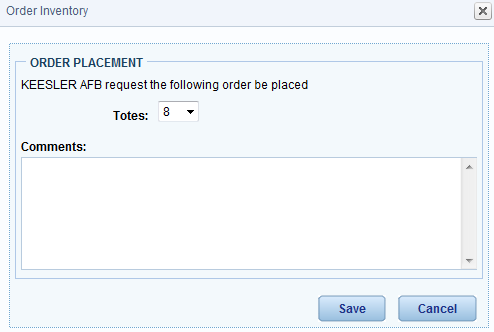 Order Inventory
ORDER PLACEMENT
KEESLER AFB request the following order be placed
Totes: 8
Comments:
Save Cancel